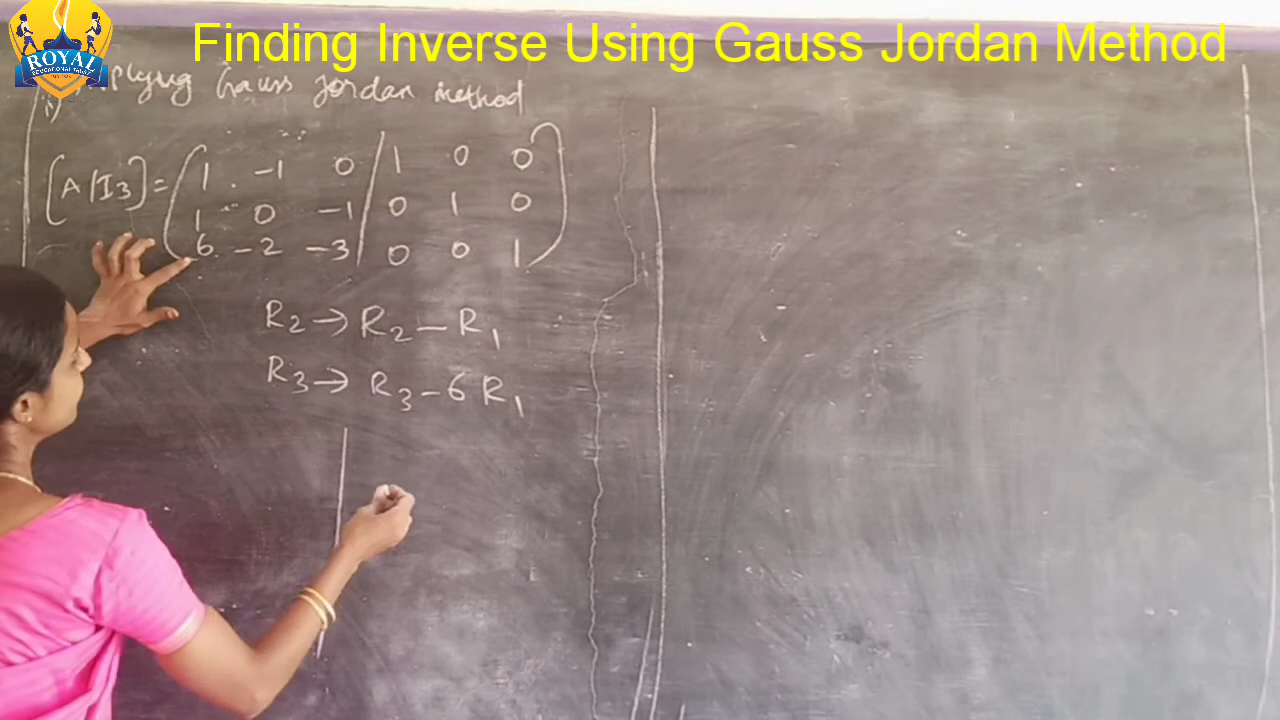 Finding Inverse Using Gauss Jordan Method
ROYAL
Gauss Jordan method
i)
[A/I3] = ( 1 -1 0 | 1 0 0 )
1 0 -1 | 0 1 0
6 -2 -3 | 0 0 1
R2 → R2 - R1
R3 → R3 - 6R1